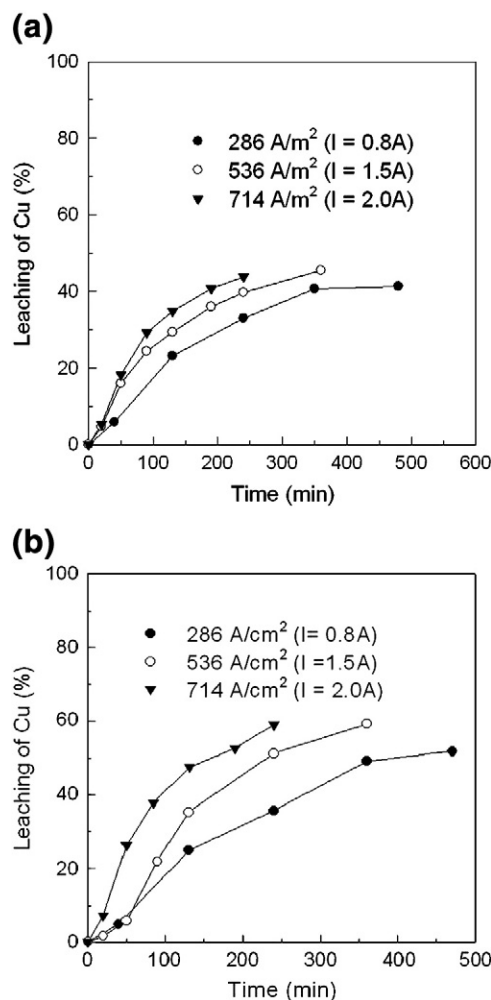 (a)
100
80
60
40
20
0
Leaching of Cu (%)
286 A/m² (I = 0.8A)
536 A/m² (I = 1.5A)
714 A/m² (I = 2.0A)
0 100 200 300 400 500 600
Time (min)
(b)
100
80
60
40
20
0
Leaching of Cu (%)
286 A/cm² (I= 0.8A)
536 A/cm² (I =1.5A)
714 A/cm² (I = 2.0A)
0 100 200 300 400 500
Time (min)